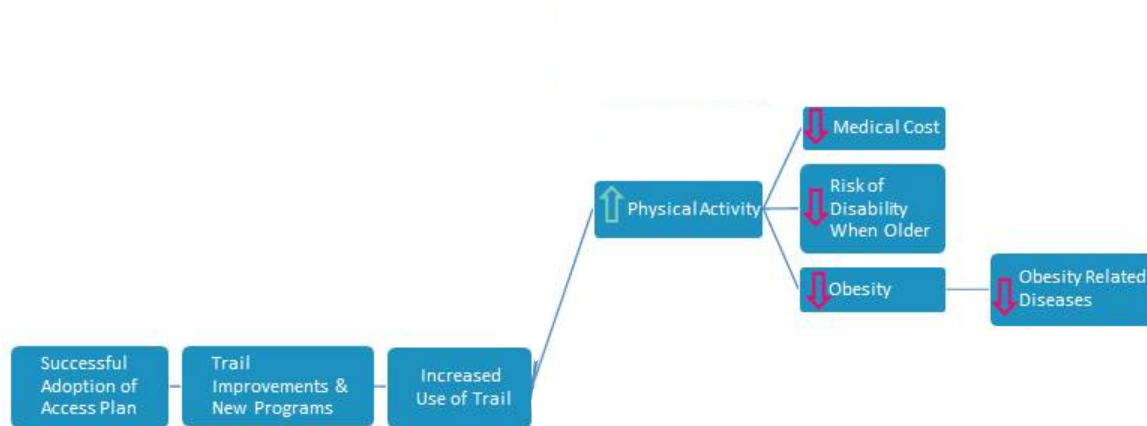 Medical Cost
Risk of
Disability
When Older
Physical Activity
Obesity
Obesity Related
Diseases
Successful
Adoption of
Access Plan
Trail
Improvements &
New Programs
Increased
Use of Trail